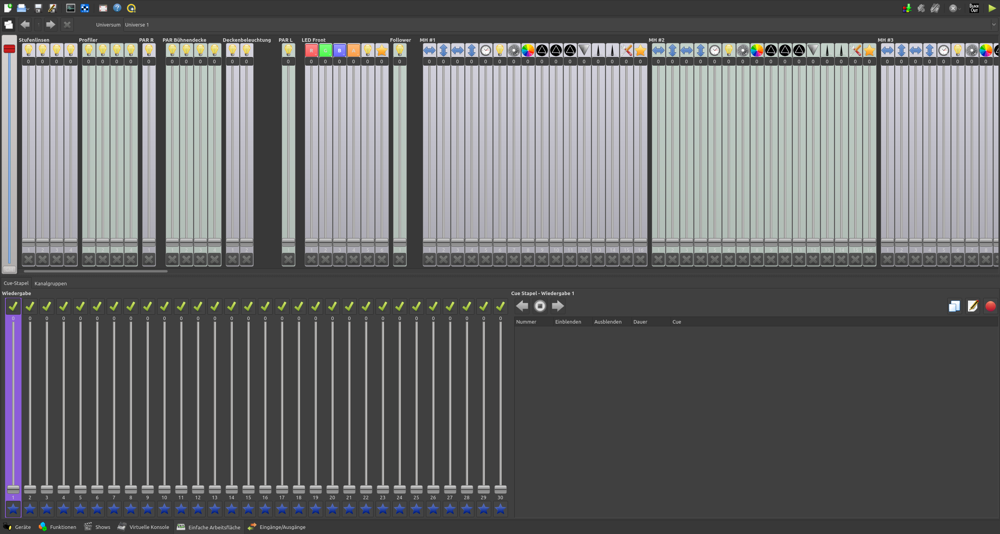 BLACK OUT
1
Universum Universe 1
Stufenlinsen Profiler PAR R PAR Bühnendecke Deckenbeleuchtung PAR L LED Front Follower MH #1 MH #2 MH #3
R G B A
0 0 0 0 0 0 0 0 0 0 0 0 0 0 0 0 0 0 0 0 0 0 0 0 0 0 0 0 0 0 0 0 0 0 0 0 0 0 0 0 0 0 0 0 0 0 0 0 0 0 0 0 0 0 0 0 0 0 0 0 0 0 0
1 2 3 4 1 2 3 4 1 1 2 3 4 1 2 1 1 2 3 4 5 6 1 1 2 3 4 5 6 7 8 9 10 11 12 13 14 15 16 1 2 3 4 5 6 7 8 9 10 11 12 13 14 15 16 1 2 3 4 5 6 7 8
GM
Cue-Stapel Kanalgruppen
Wiedergabe
0 0 0 0 0 0 0 0 0 0 0 0 0 0 0 0 0 0 0 0 0 0 0 0 0 0 0 0 0 0
1 2 3 4 5 6 7 8 9 10 11 12 13 14 15 16 17 18 19 20 21 22 23 24 25 26 27 28 29 30
Cue Stapel - Wiedergabe 1
Nummer Einblenden Ausblenden Dauer Cue
Geräte Funktionen Shows Virtuelle Konsole Einfache Arbeitsfläche Eingänge/Ausgänge